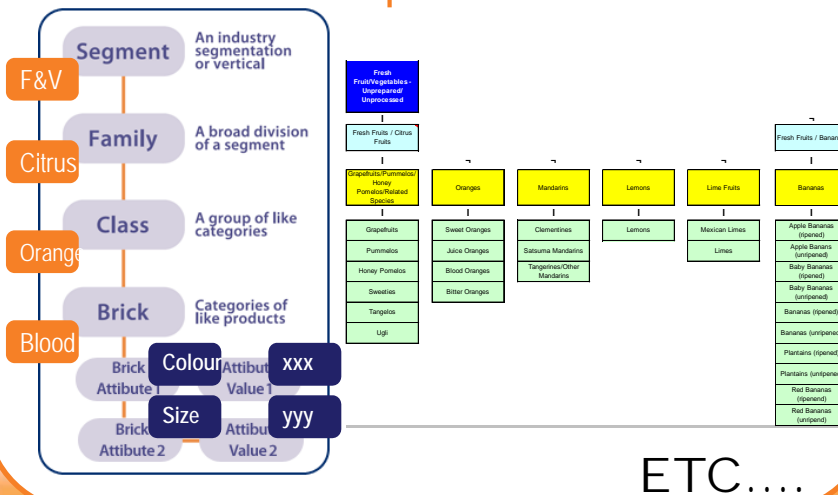 Segment
An industry
segmentation
or vertical
F&V
Family
A broad division
of a segment
Citrus
Class
A group of like
categories
Orange
Brick
Categories of
like products
Blood
Brick
Attibute 1
Colour
Attibut
Value 1
xxx
Brick
Attibute 2
Size
Attibu
Value 2
yyy
Fresh
Fruit/Vegetables -
Unprepared/
Unprocessed
Fresh Fruits / Citrus
Fruits
Fresh Fruits / Banan
Grapefruits/Pummelos/
Honey
Pomelos/Related
Species
Oranges
Mandarins
Lemons
Lime Fruits
Bananas
Grapefruits
Pummelos
Honey Pomelos
Sweeties
Tangelos
Ugli
Sweet Oranges
Juice Oranges
Blood Oranges
Bitter Oranges
Clementines
Satsuma Mandarins
Tangerines/Other
Mandarins
Lemons
Mexican Limes
Limes
Apple Bananas
(ripened)
Apple Banans
(unripened)
Baby Bananas
(ripened)
Baby Bananas
(unripened)
Bananas (ripened)
Bananas (unripened
Plantains (ripened)
Plantains (unripene
Red Bananas
(ripenend)
Red Bananas
(unripend)
ETC....